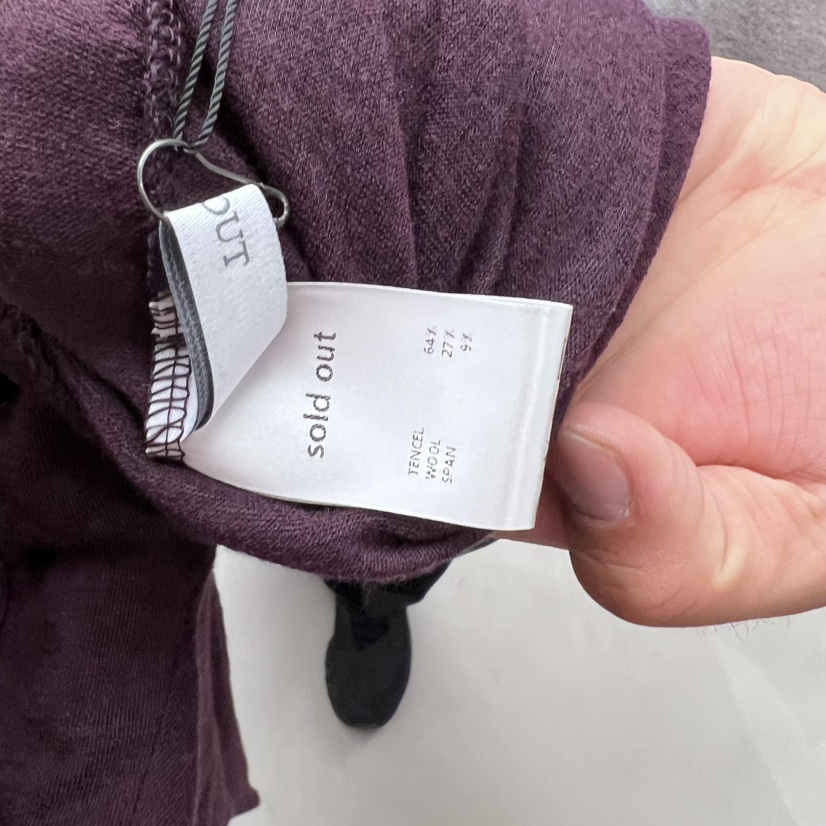 OUT
sold out
TENCEL 64%
WOOL 27%
SPAN 9%